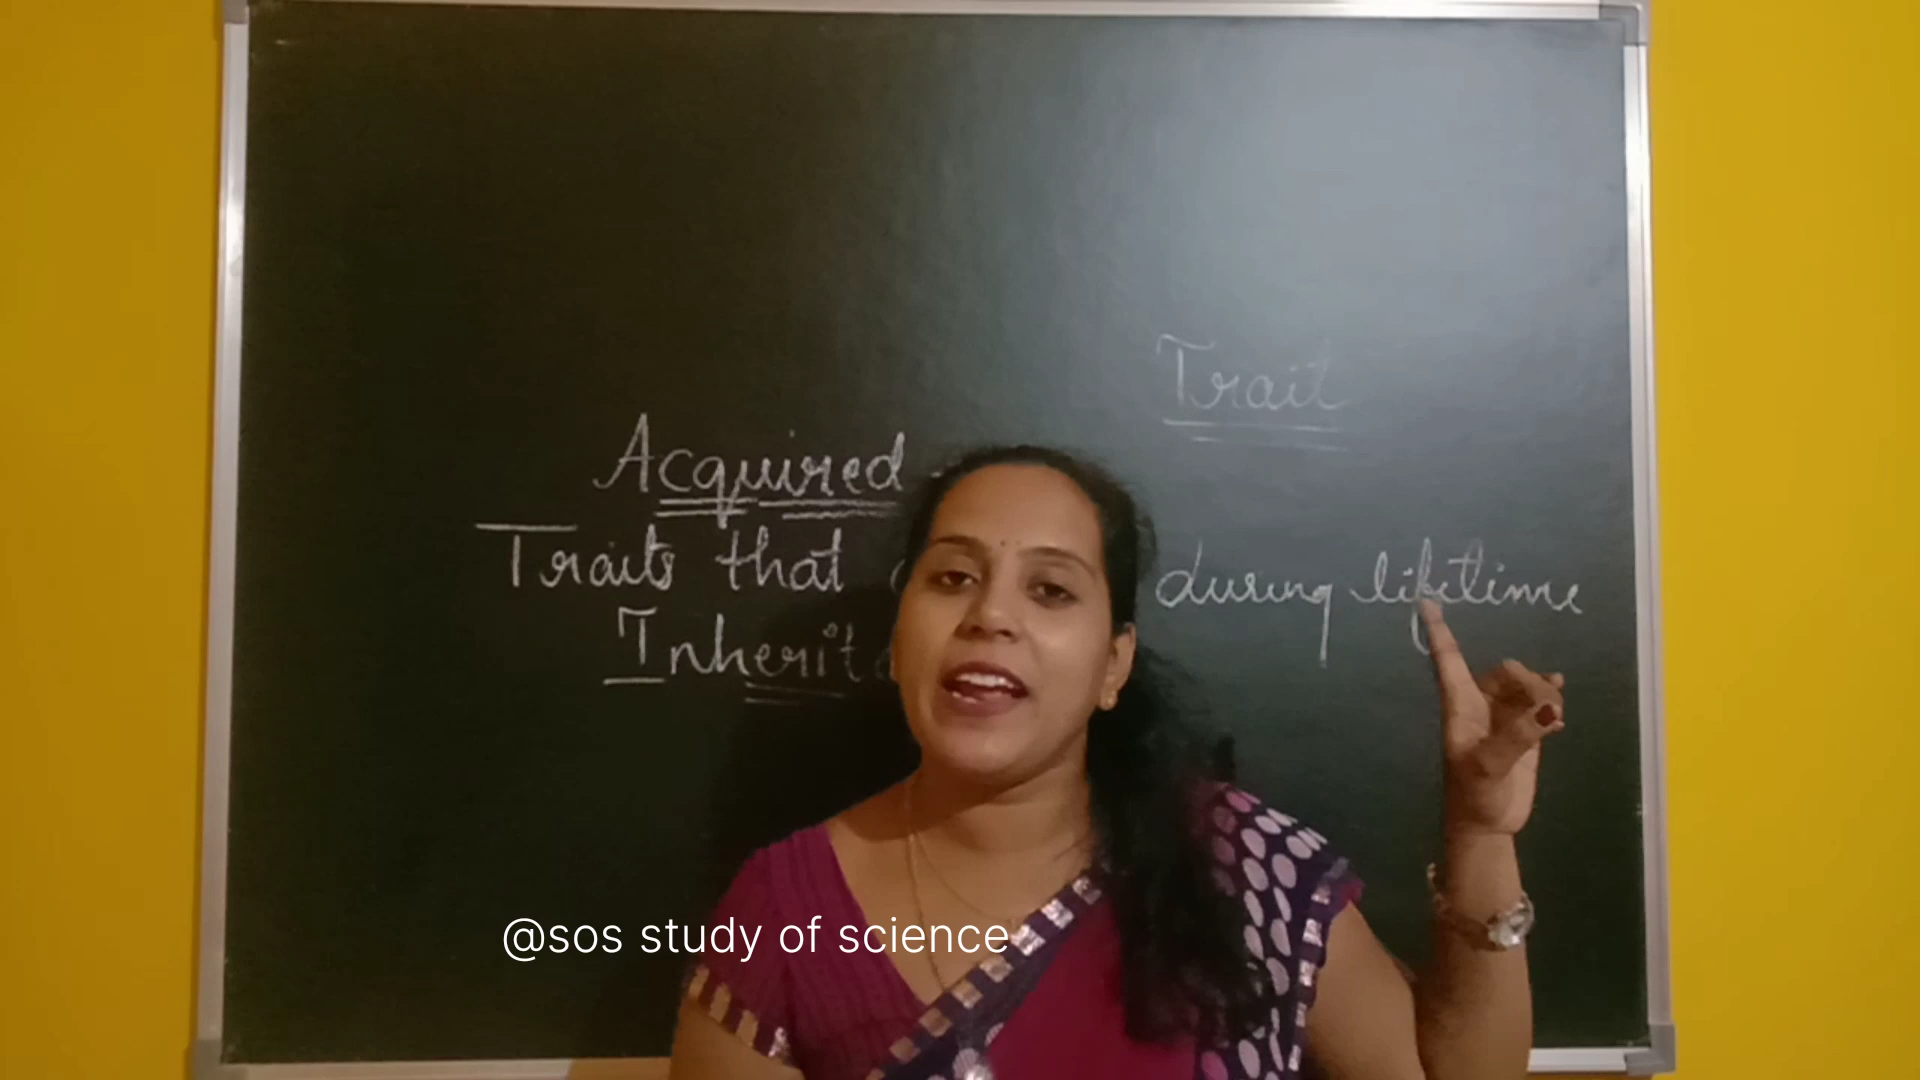 Trait
Acquired
Traits that during lifetime
Inherit
@sos study of science